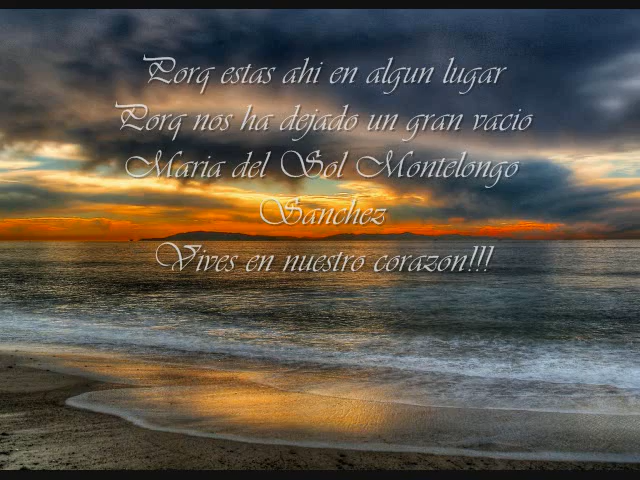 Porq estas ahi en algun lugar
Porq nos ha dejado un gran vacio
Maria del Sol Montelongo
Sanchez
Vives en nuestro corazon!!!